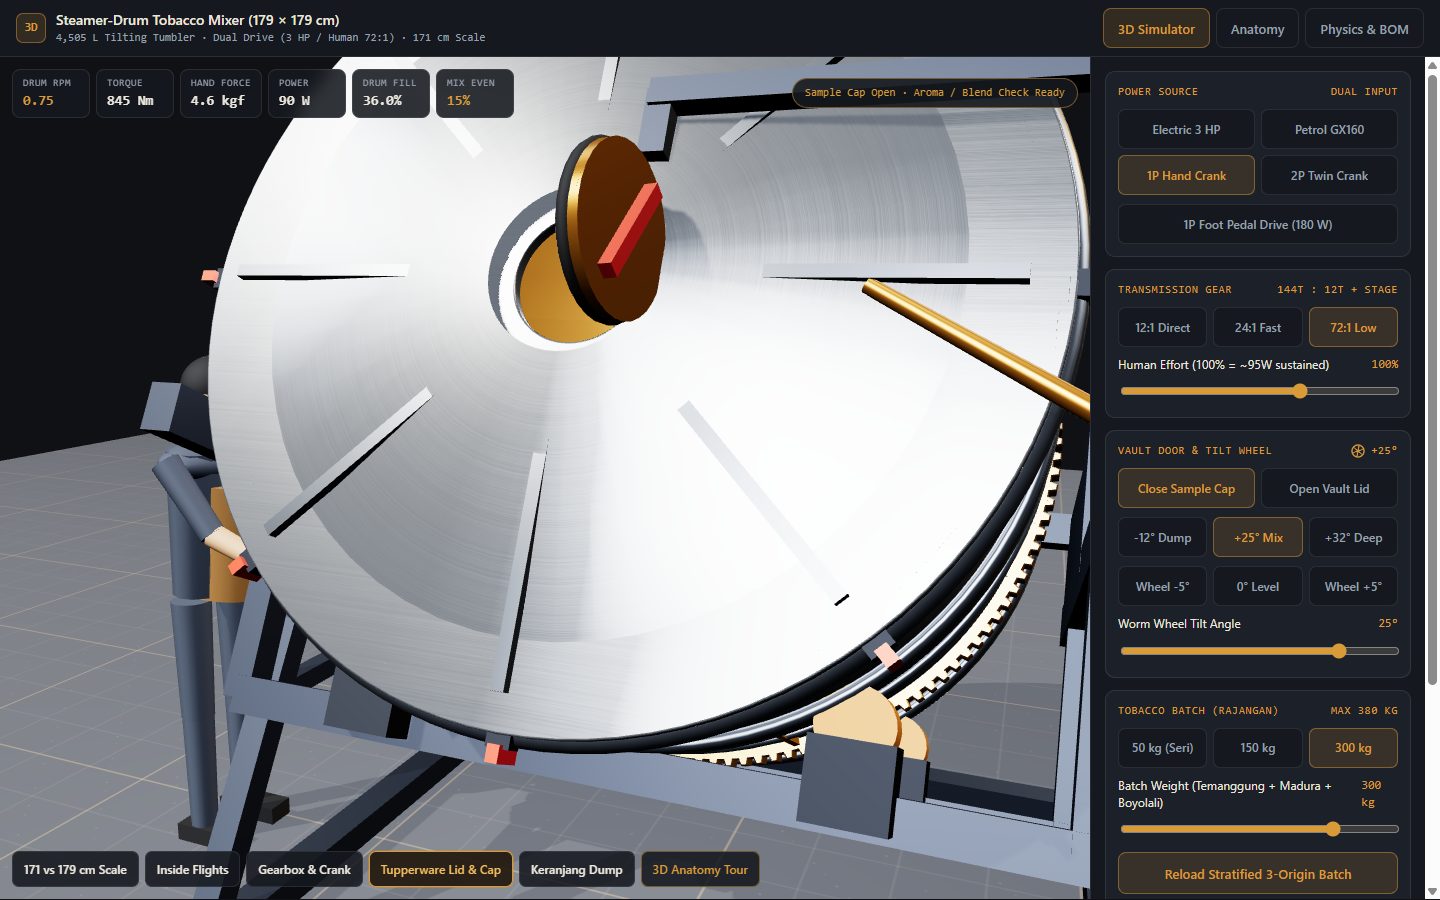 3D
Steamer-Drum Tobacco Mixer (179 × 179 cm)
4,505 L Tilting Tumbler · Dual Drive (3 HP / Human 72:1) · 171 cm Scale
3D Simulator
Anatomy
Physics & BOM
DRUM RPM
0.75
TORQUE
845 Nm
HAND FORCE
4.6 kgf
POWER
90 W
DRUM FILL
36.0%
MIX EVEN
15%
Sample Cap Open · Aroma / Blend Check Ready
POWER SOURCE
DUAL INPUT
Electric 3 HP
Petrol GX160
1P Hand Crank
2P Twin Crank
1P Foot Pedal Drive (180 W)
TRANSMISSION GEAR
144T : 12T + STAGE
12:1 Direct
24:1 Fast
72:1 Low
Human Effort (100% = ~95W sustained)
100%
VAULT DOOR & TILT WHEEL
+25°
Close Sample Cap
Open Vault Lid
-12° Dump
+25° Mix
+32° Deep
Wheel -5°
0° Level
Wheel +5°
Worm Wheel Tilt Angle
25°
TOBACCO BATCH (RAJANGAN)
MAX 380 KG
50 kg (Seri)
150 kg
300 kg
Batch Weight (Temanggung + Madura +
Boyolali)
300
kg
Reload Stratified 3-Origin Batch
171 vs 179 cm Scale
Inside Flights
Gearbox & Crank
Tupperware Lid & Cap
Keranjang Dump
3D Anatomy Tour